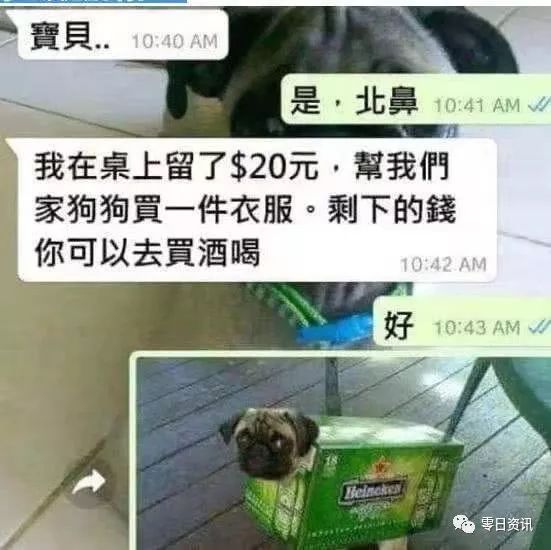 寶貝..
10:40 AM
是，北鼻
10:41 AM
我在桌上留了$20元，幫我們
家狗狗買一件衣服。剩下的錢
你可以去買酒喝
10:42 AM
好
10:43 AM
18
Heineken
零日资讯